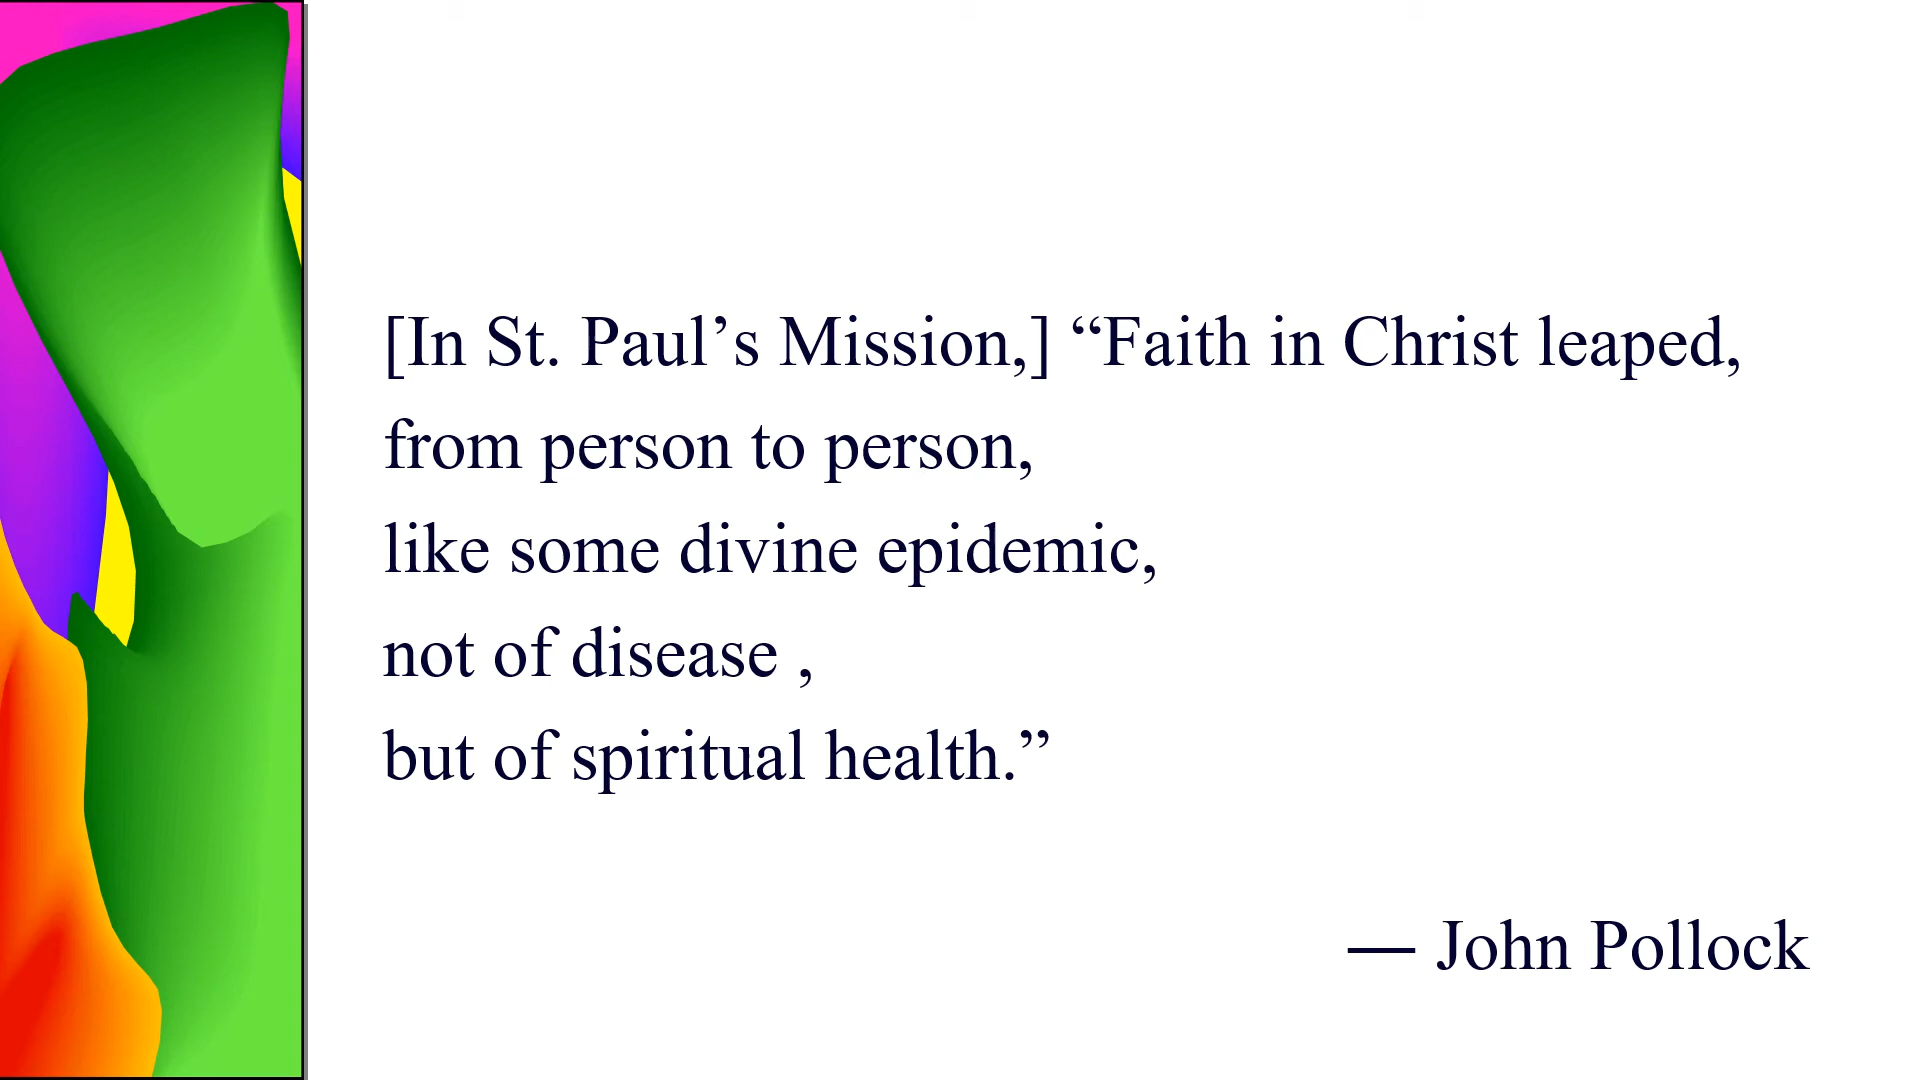 [In St. Paul’s Mission,] “Faith in Christ leaped,
from person to person,
like some divine epidemic,
not of disease ,
but of spiritual health.”
— John Pollock